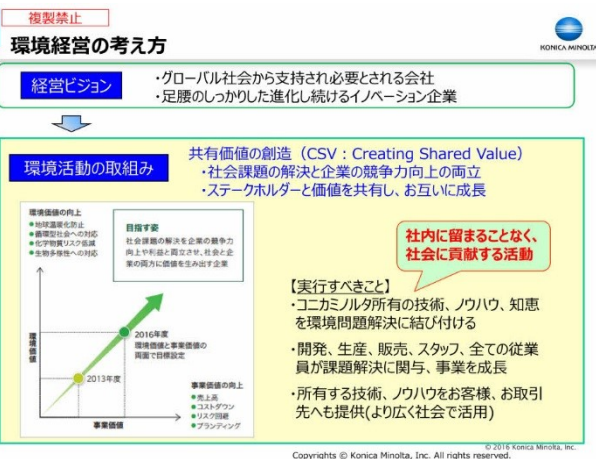 複製禁止
環境経営の考え方
KONICA MINOLTA
経営ビジョン
・グローバル社会から支持され必要とされる会社
・足腰のしっかりした進化し続けるイノベーション企業
環境活動の取組み
共有価値の創造（CSV：Creating Shared Value）
・社会課題の解決と企業の競争力向上の両立
・ステークホルダーと価値を共有し、お互いに成長
環境価値の向上
●地球温暖化防止
●循環型社会への対応
●化学物質リスク低減
●生物多様性への対応
目指す姿
社会課題の解決を企業の競争力
向上や利益と両立させ、社会と企
業の両方に価値を生み出す企業
環境価値
2016年度
環境価値と事業価値の
両面で目標設定
2013年度
事業価値の向上
●売上高
●コストダウン
●リスク回避
●ブランディング
事業価値
社内に留まることなく、
社会に貢献する活動
【実行すべきこと】
・コニカミノルタ所有の技術、ノウハウ、知恵
を環境問題解決に結び付ける
・開発、生産、販売、スタッフ、全ての従業
員が課題解決に関与、事業を成長
・所有する技術、ノウハウをお客様、お取引
先へも提供(より広く社会で活用)
© 2016 Konica Minolta, Inc.
Copyrights © Konica Minolta, Inc. All rights reserved.